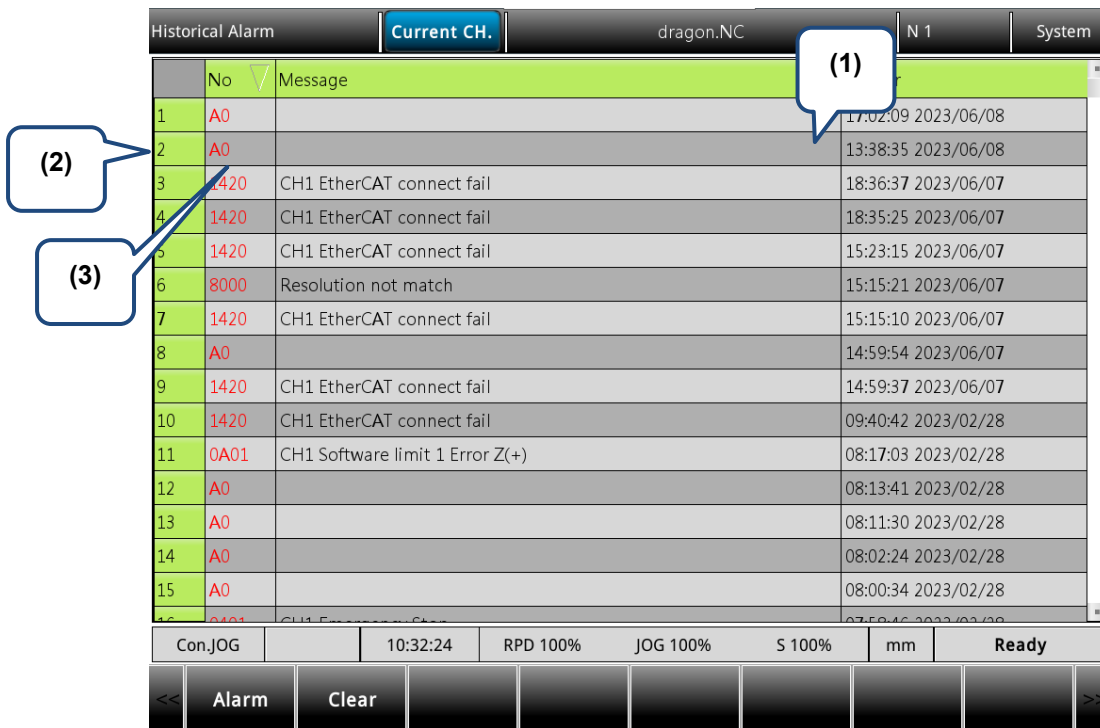 Historical Alarm Current CH. dragon.NC N 1 System
(1)
No Message
1 A0 17:02:09 2023/06/08
(2)
2 A0 13:38:35 2023/06/08
3 1420 CH1 EtherCAT connect fail 18:36:37 2023/06/07
4 1420 CH1 EtherCAT connect fail 18:35:25 2023/06/07
5 1420 CH1 EtherCAT connect fail 15:23:15 2023/06/07
(3)
6 8000 Resolution not match 15:15:21 2023/06/07
7 1420 CH1 EtherCAT connect fail 15:15:10 2023/06/07
8 A0 14:59:54 2023/06/07
9 1420 CH1 EtherCAT connect fail 14:59:37 2023/06/07
10 1420 CH1 EtherCAT connect fail 09:40:42 2023/02/28
11 0A01 CH1 Software limit 1 Error Z(+) 08:17:03 2023/02/28
12 A0 08:13:41 2023/02/28
13 A0 08:11:30 2023/02/28
14 A0 08:02:24 2023/02/28
15 A0 08:00:34 2023/02/28
16 CH1 Emergency Stop
Con.JOG 10:32:24 RPD 100% JOG 100% S 100% mm Ready
<< Alarm Clear >>